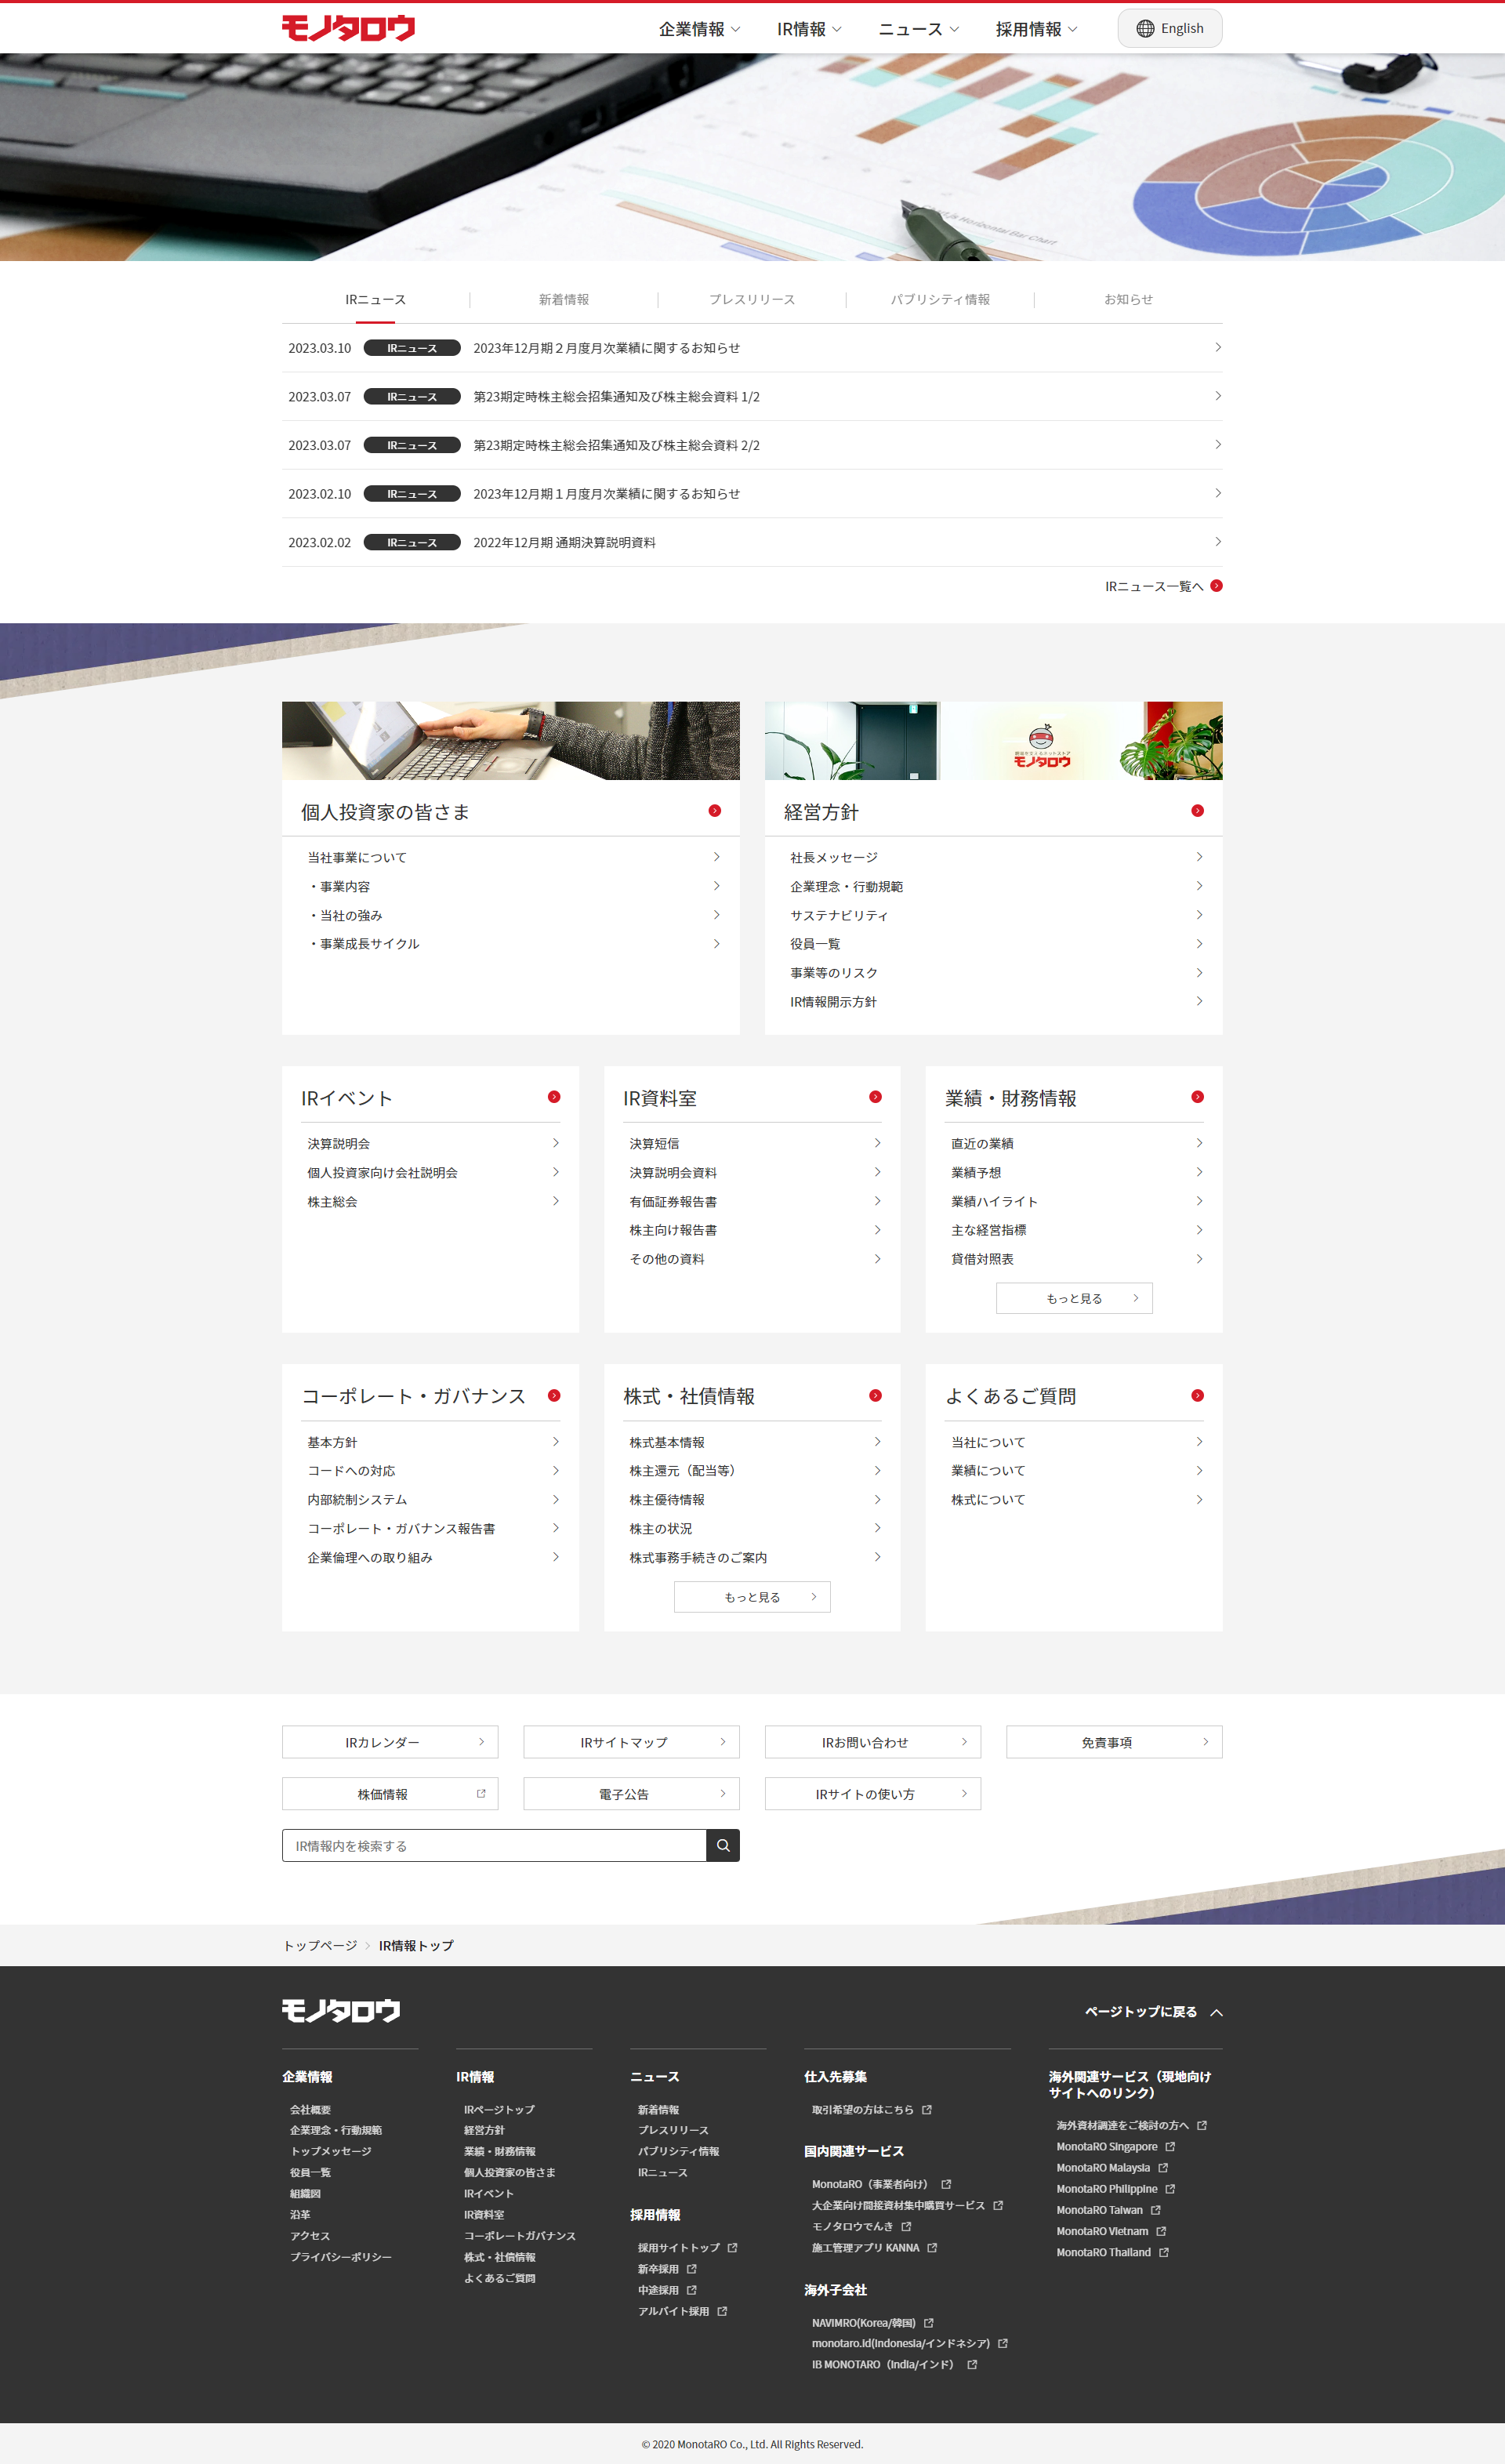 モノタロウ
企業情報
IR情報
ニュース
採用情報
English
Horizontal Bar Chart
IRニュース
新着情報
プレスリリース
パブリシティ情報
お知らせ
2023.03.10 IRニュース 2023年12月期２月度月次業績に関するお知らせ
2023.03.07 IRニュース 第23期定時株主総会招集通知及び株主総会資料 1/2
2023.03.07 IRニュース 第23期定時株主総会招集通知及び株主総会資料 2/2
2023.02.10 IRニュース 2023年12月期１月度月次業績に関するお知らせ
2023.02.02 IRニュース 2022年12月期 通期決算説明資料
IRニュース一覧へ
モノタロウ
個人投資家の皆さま
当社事業について
・事業内容
・当社の強み
・事業成長サイクル
経営方針
社長メッセージ
企業理念・行動規範
サステナビリティ
役員一覧
事業等のリスク
IR情報開示方針
IRイベント
決算説明会
個人投資家向け会社説明会
株主総会
IR資料室
決算短信
決算説明会資料
有価証券報告書
株主向け報告書
その他の資料
業績・財務情報
直近の業績
業績予想
業績ハイライト
主な経営指標
貸借対照表
もっと見る
コーポレート・ガバナンス
基本方針
コードへの対応
内部統制システム
コーポレート・ガバナンス報告書
企業倫理への取り組み
株式・社債情報
株式基本情報
株主還元（配当等）
株主優待情報
株主の状況
株式事務手続きのご案内
もっと見る
よくあるご質問
当社について
業績について
株式について
IRカレンダー
IRサイトマップ
IRお問い合わせ
免責事項
株価情報
電子公告
IRサイトの使い方
IR情報内を検索する
トップページ
IR情報トップ
モノタロウ
ページトップに戻る
企業情報
会社概要
企業理念・行動規範
トップメッセージ
役員一覧
組織図
沿革
アクセス
プライバシーポリシー
IR情報
IRページトップ
経営方針
業績・財務情報
個人投資家の皆さま
IRイベント
IR資料室
コーポレートガバナンス
株式・社債情報
よくあるご質問
ニュース
新着情報
プレスリリース
パブリシティ情報
IRニュース
採用情報
採用サイトトップ
新卒採用
中途採用
アルバイト採用
仕入先募集
取引希望の方はこちら
国内関連サービス
MonotaRO（事業者向け）
大企業向け間接資材集中購買サービス
モノタロウでんき
施工管理アプリ KANNA
海外子会社
NAVIMRO(Korea/韓国)
monotaro.id(Indonesia/インドネシア)
IB MONOTARO（India/インド）
海外関連サービス（現地向け
サイトへのリンク）
海外資材調達をご検討の方へ
MonotaRO Singapore
MonotaRO Malaysia
MonotaRO Philippine
MonotaRO Taiwan
MonotaRO Vietnam
MonotaRO Thailand
© 2020 MonotaRO Co., Ltd. All Rights Reserved.